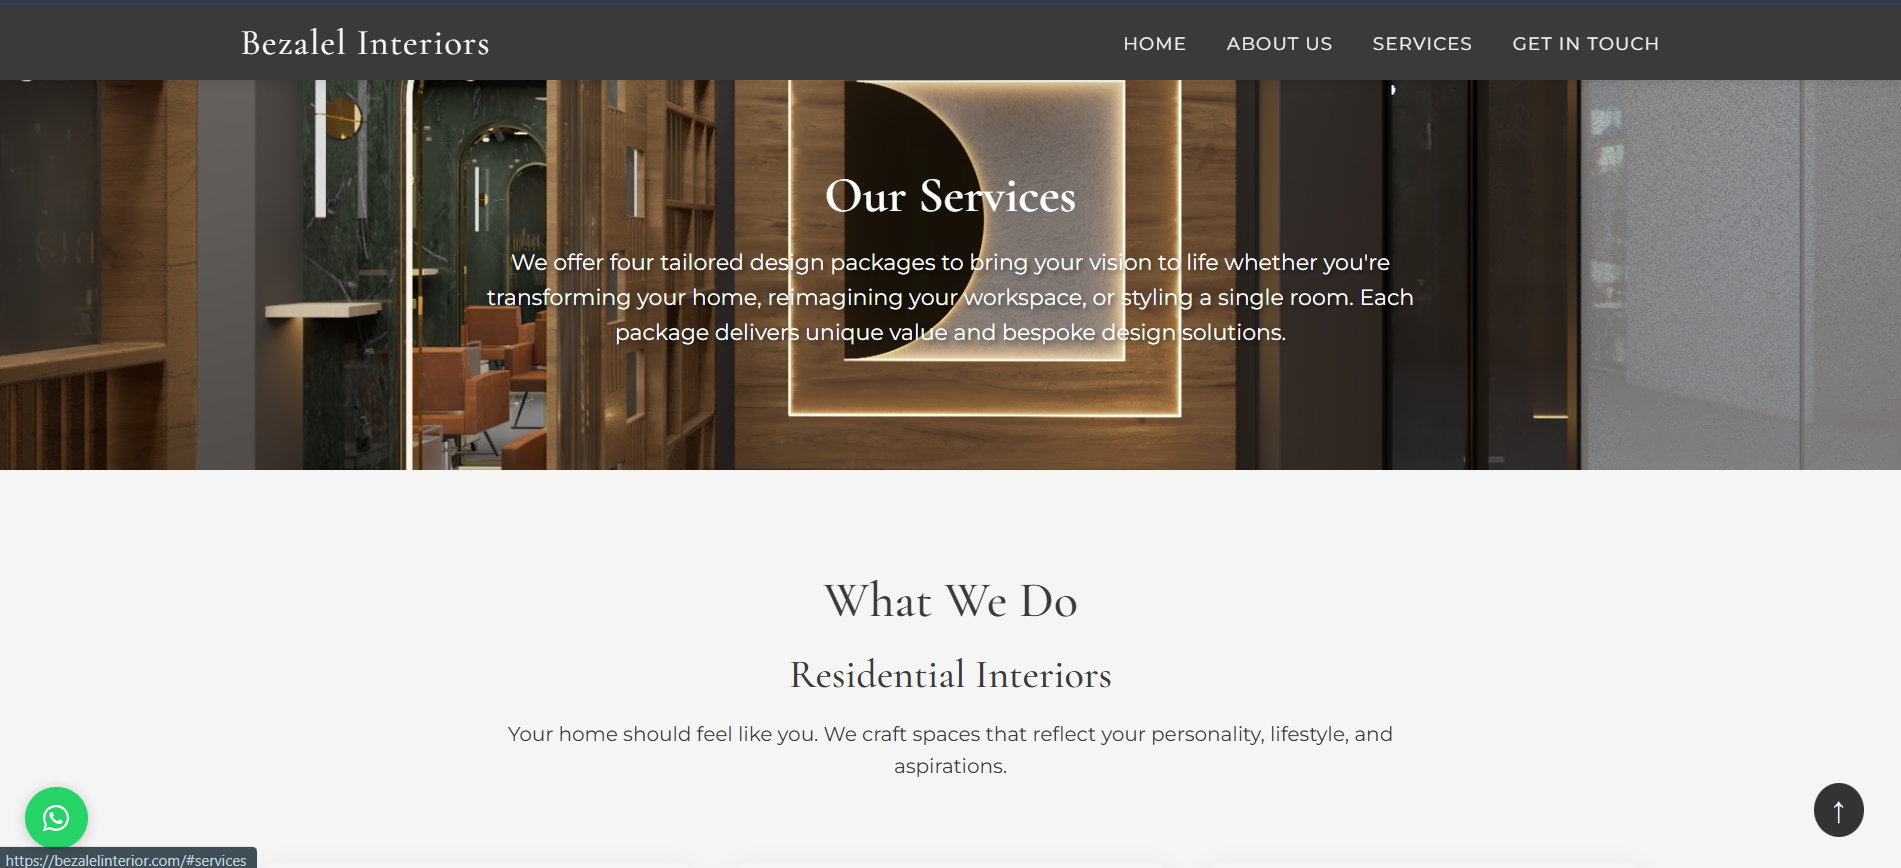 Bezalel Interiors
HOME
ABOUT US
SERVICES
GET IN TOUCH
Our Services
We offer four tailored design packages to bring your vision to life whether you're
transforming your home, reimagining your workspace, or styling a single room. Each
package delivers unique value and bespoke design solutions.
What We Do
Residential Interiors
Your home should feel like you. We craft spaces that reflect your personality, lifestyle, and
aspirations.
https://bezalelinterior.com/#services